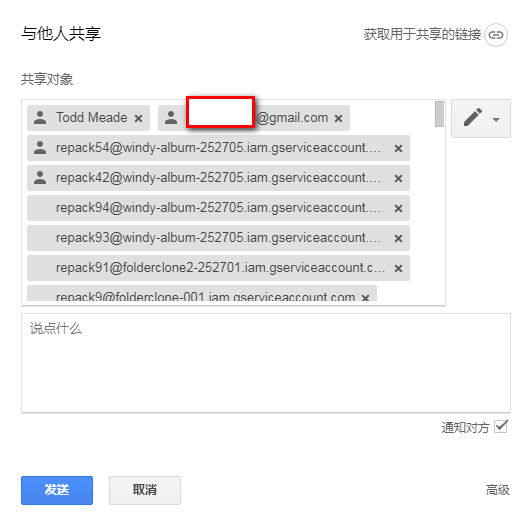 与他人共享 获取用于共享的链接
共享对象
Todd Meade × @gmail.com ×
repack54@windy-album-252705.iam.gserviceaccount.… ×
repack42@windy-album-252705.iam.gserviceaccount.… ×
repack94@windy-album-252705.iam.gserviceaccount.… ×
repack93@windy-album-252705.iam.gserviceaccount.… ×
repack91@folderclone2-252701.iam.gserviceaccount.c… ×
repack9@folderclone-001.iam.gserviceaccount.com ×
说点什么
通知对方
发送 取消 高级